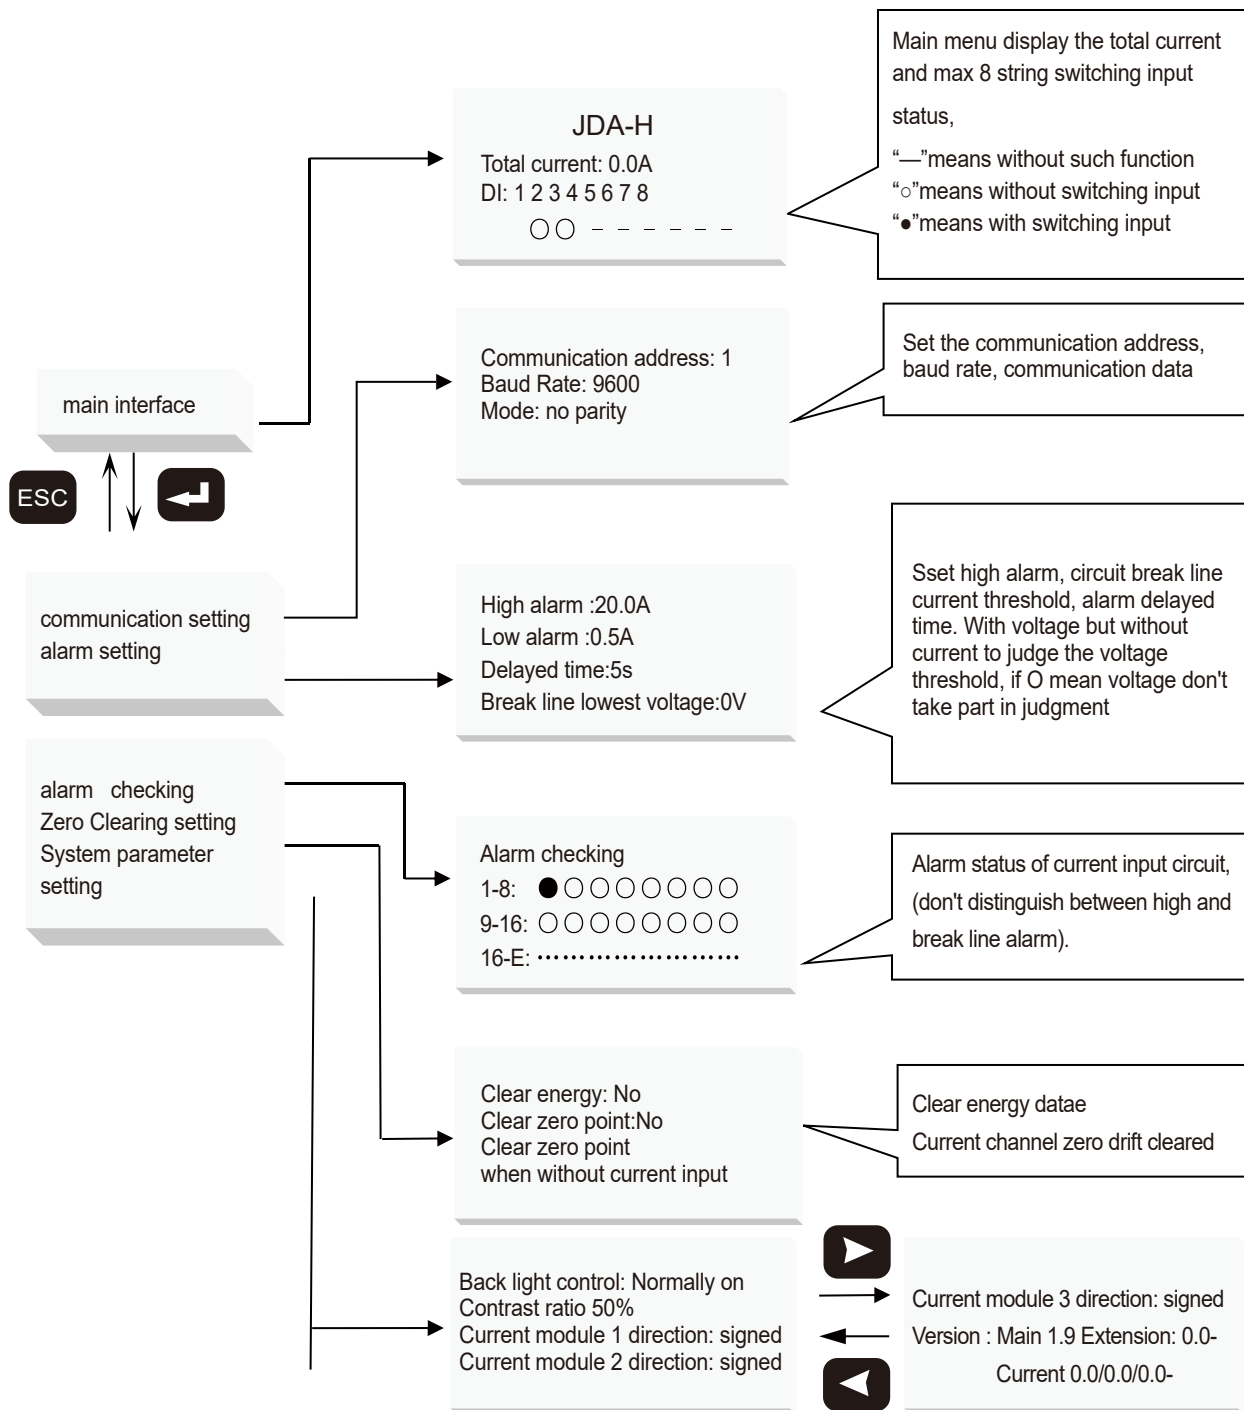 Main menu display the total current
and max 8 string switching input
status,
“—”means without such function
“○”means without switching input
“●”means with switching input
JDA-H
Total current: 0.0A
DI: 1 2 3 4 5 6 7 8
○○ – – – – – –
main interface
ESC
Communication address: 1
Baud Rate: 9600
Mode: no parity
Set the communication address,
baud rate, communication data
communication setting
alarm setting
High alarm :20.0A
Low alarm :0.5A
Delayed time:5s
Break line lowest voltage:0V
Sset high alarm, circuit break line
current threshold, alarm delayed
time. With voltage but without
current to judge the voltage
threshold, if O mean voltage don't
take part in judgment
alarm checking
Zero Clearing setting
System parameter
setting
Alarm checking
1-8: ●○○○○○○○
9-16: ○○○○○○○○
16-E: ························
Alarm status of current input circuit,
(don't distinguish between high and
break line alarm).
Clear energy: No
Clear zero point:No
Clear zero point
when without current input
Clear energy datae
Current channel zero drift cleared
Back light control: Normally on
Contrast ratio 50%
Current module 1 direction: signed
Current module 2 direction: signed
Current module 3 direction: signed
Version : Main 1.9 Extension: 0.0-
Current 0.0/0.0/0.0-